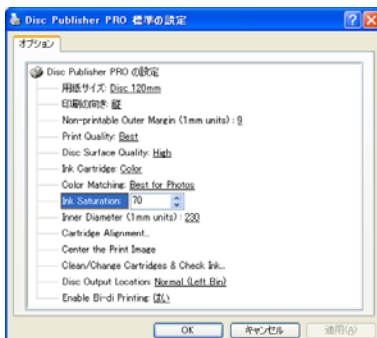 Disc Publisher PRO 標準の設定
オプション
Disc Publisher PRO の設定
用紙サイズ: Disc 120mm
印刷の向き: 縦
Non-printable Outer Margin (1mm units) : 9
Print Quality: Best
Disc Surface Quality: High
Ink Cartridge: Color
Color Matching: Best for Photos
Ink Saturation: 70
Inner Diameter (1mm units) : 230
Cartridge Alignment...
Center the Print Image
Clean/Change Cartridges & Check Ink...
Disc Output Location: Normal (Left Bin)
Enable Bi-di Printing: はい
OK キャンセル 適用(A)